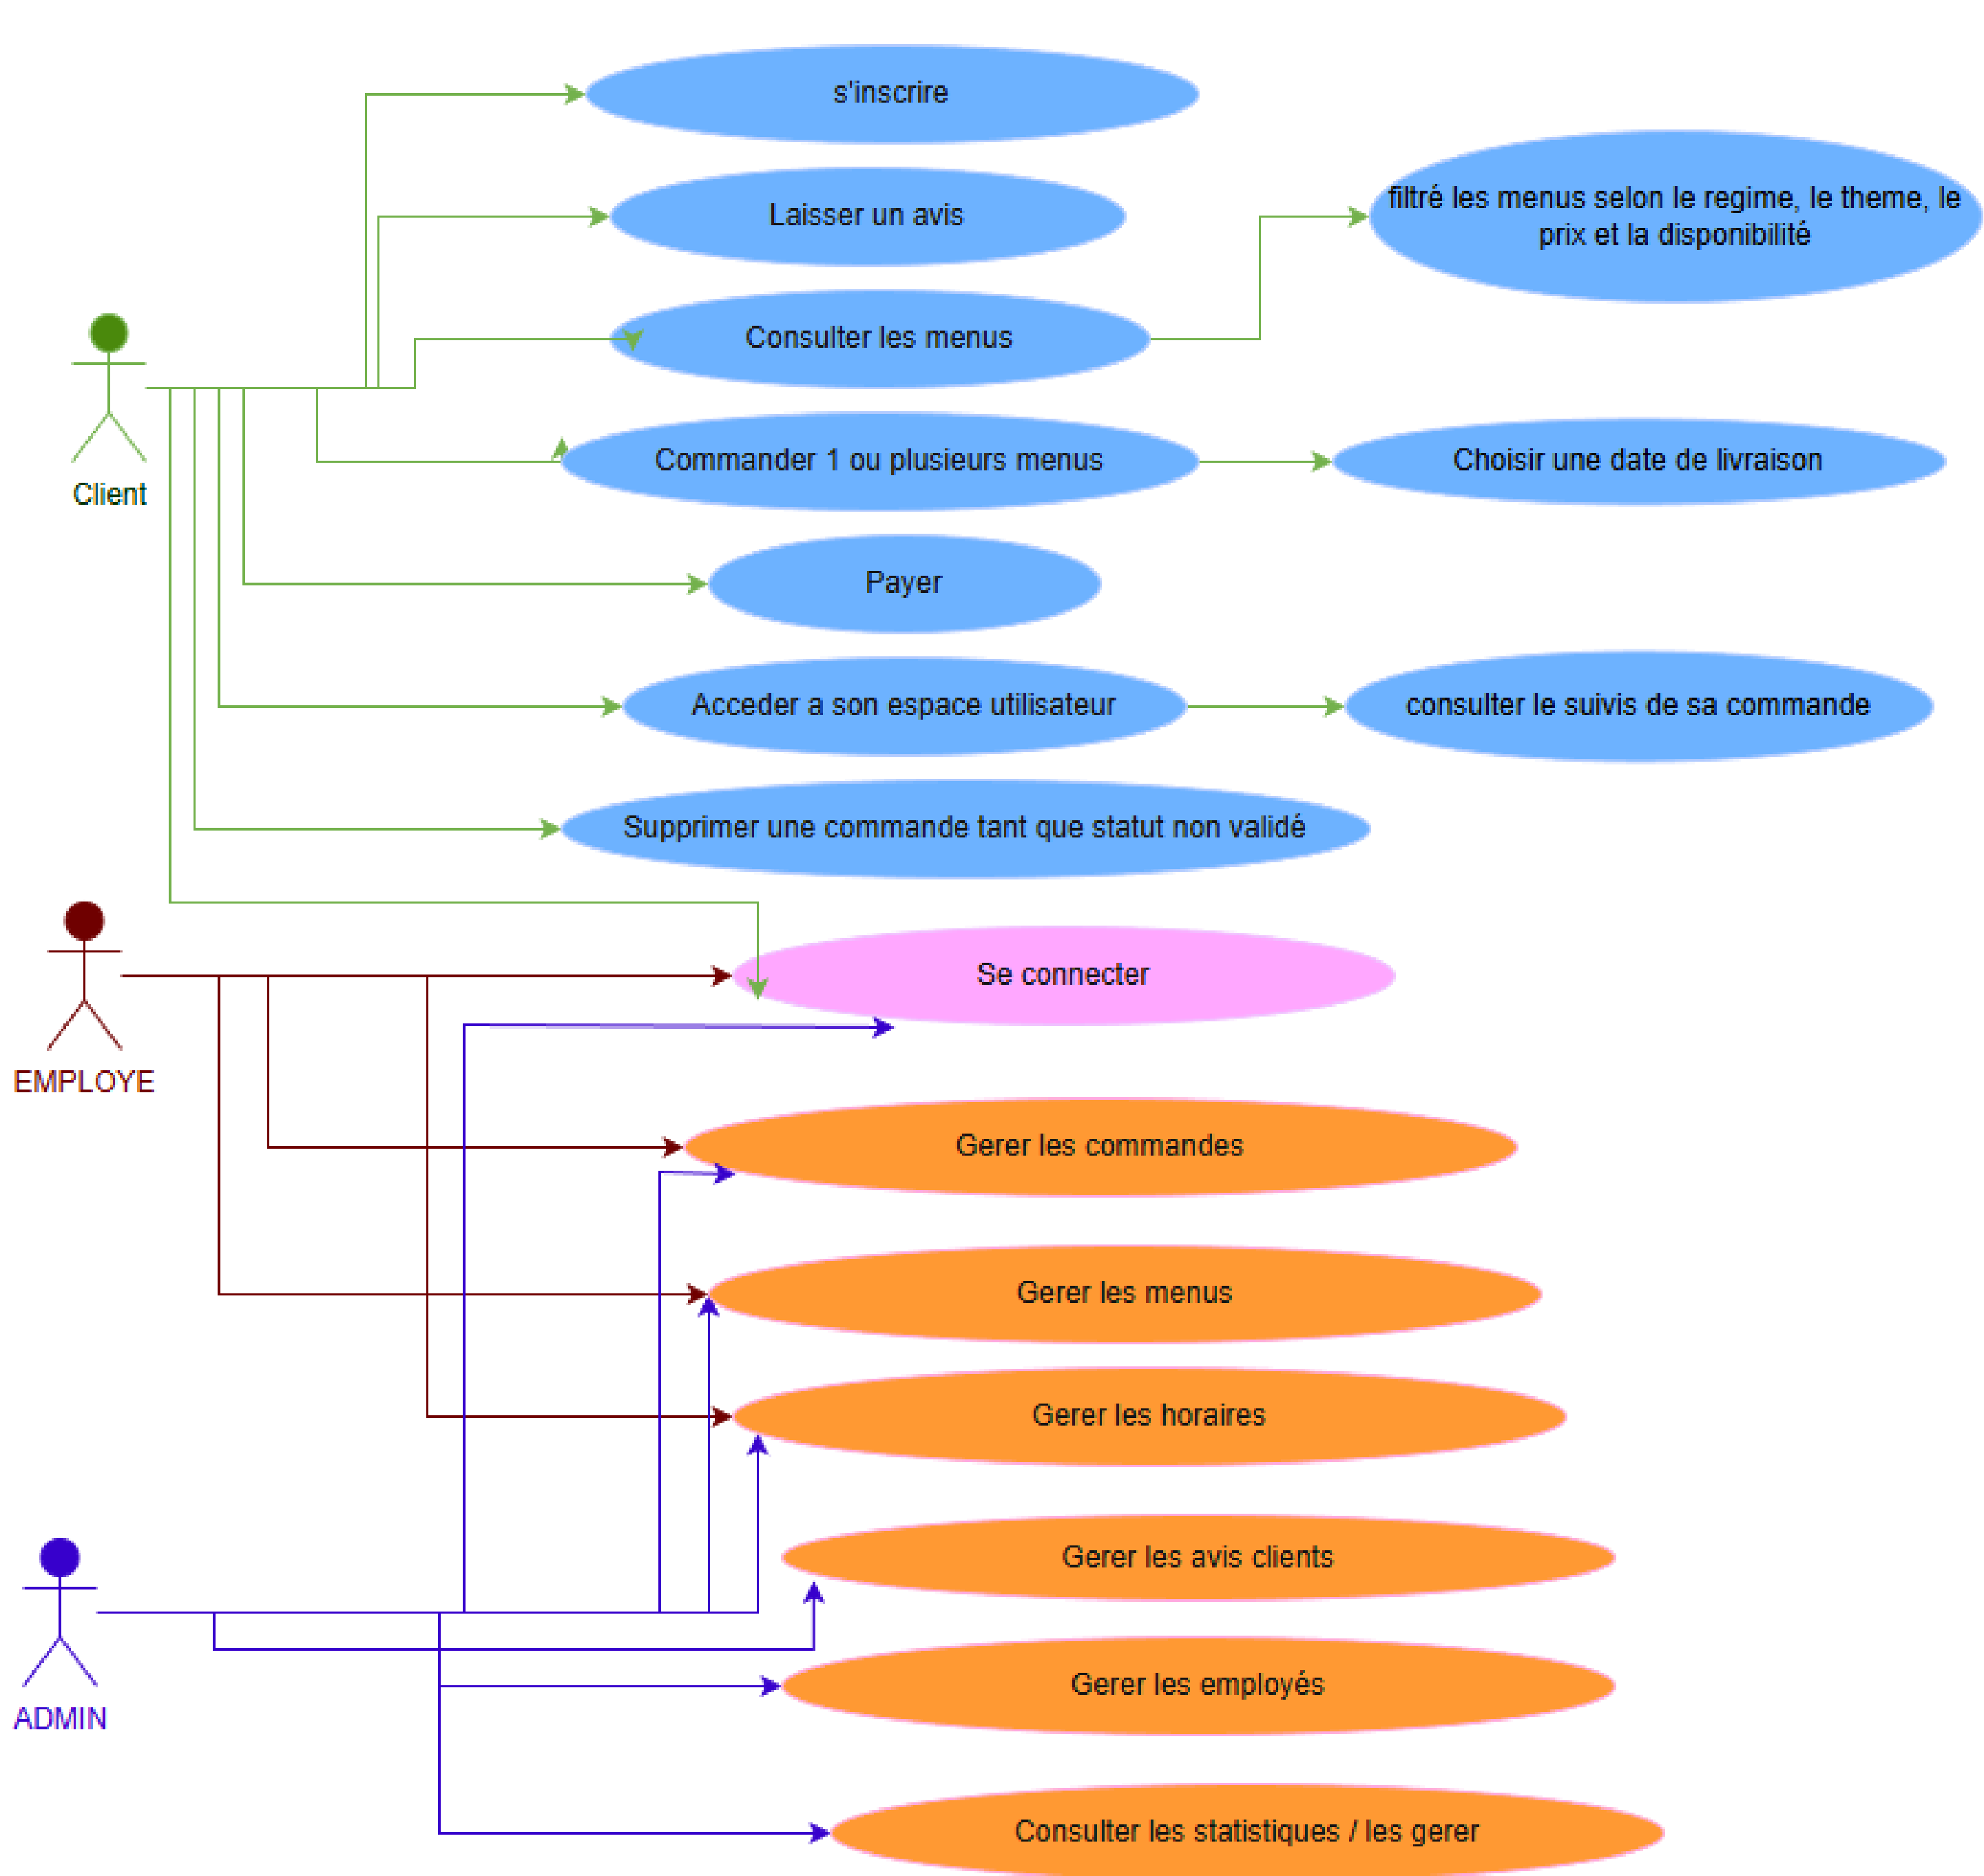 s'inscrire
Laisser un avis
filtré les menus selon le regime, le theme, le
prix et la disponibilité
Consulter les menus
Commander 1 ou plusieurs menus
Choisir une date de livraison
Client
Payer
Acceder a son espace utilisateur
consulter le suivis de sa commande
Supprimer une commande tant que statut non validé
Se connecter
EMPLOYE
Gerer les commandes
Gerer les menus
Gerer les horaires
Gerer les avis clients
Gerer les employés
ADMIN
Consulter les statistiques / les gerer